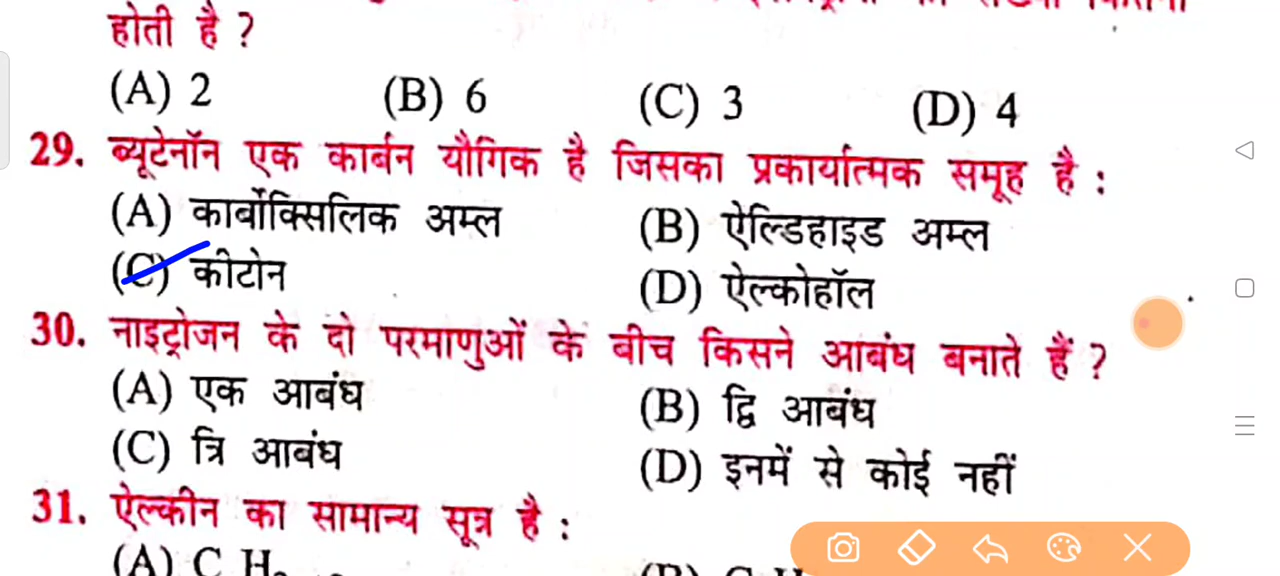 होती है ?
(A) 2 (B) 6 (C) 3 (D) 4
29. ब्यूटेनॉन एक कार्बन यौगिक है जिसका प्रकार्यात्मक समूह है :
(A) कार्बोक्सिलिक अम्ल (B) ऐल्डिहाइड अम्ल
(C) कीटोन (D) ऐल्कोहॉल
30. नाइट्रोजन के दो परमाणुओं के बीच किसने आबंध बनाते हैं ?
(A) एक आबंध (B) द्वि आबंध
(C) त्रि आबंध (D) इनमें से कोई नहीं
31. ऐल्कीन का सामान्य सूत्र है :
(A) C H